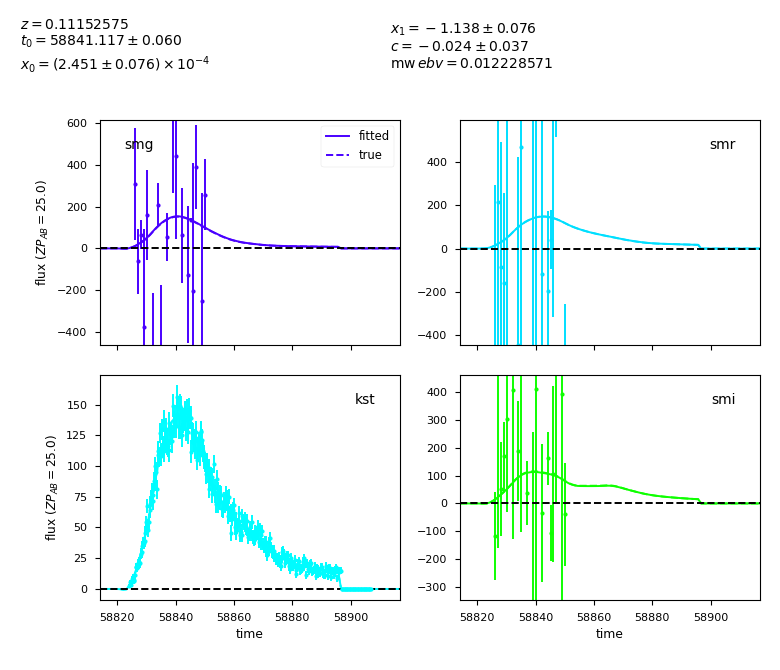 z = 0.11152575
t₀ = 58841.117 ± 0.060
x₀ = (2.451 ± 0.076) × 10⁻⁴
x₁ = −1.138 ± 0.076
c = −0.024 ± 0.037
mw ebv = 0.012228571
smg
fitted
true
600
400
200
0
−200
−400
flux (ZP_AB = 25.0)
smr
400
200
0
−200
−400
kst
150
125
100
75
50
25
0
flux (ZP_AB = 25.0)
58820 58840 58860 58880 58900
time
smi
400
300
200
100
0
−100
−200
−300
58820 58840 58860 58880 58900
time